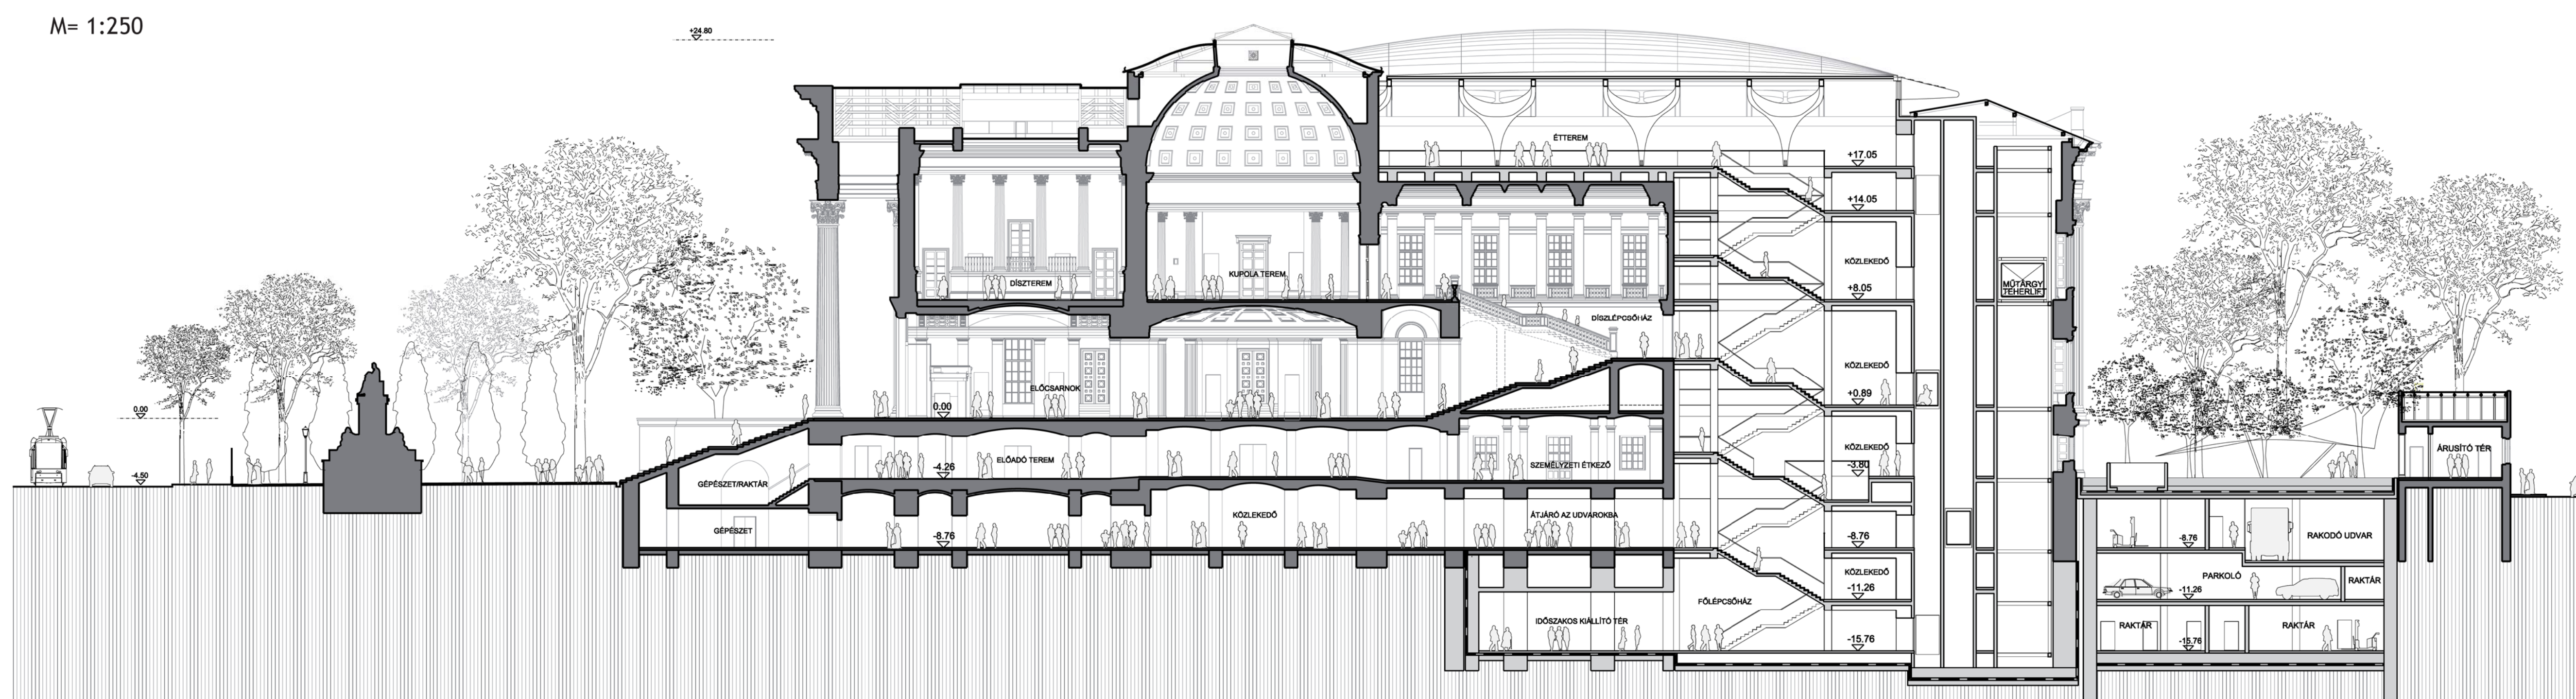 M= 1:250
+24.80
ÉTTEREM
+17.05
+14.05
KUPOLA TEREM
DÍSZTEREM
KÖZLEKEDŐ
+8.05
MŰTÁRGY
TEHERLIFT
DÍSZLÉPCSŐHÁZ
KÖZLEKEDŐ
ELŐCSARNOK
+0.89
0.00
0.00
KÖZLEKEDŐ
ÁRUSÍTÓ TÉR
ELŐADÓ TEREM
-4.26
SZEMÉLYZETI ÉTKEZŐ
-3.80
-4.50
GÉPÉSZET/RAKTÁR
KÖZLEKEDŐ
ÁTJÁRÓ AZ UDVAROKBA
GÉPÉSZET
-8.76
-8.76
-8.76
RAKODÓ UDVAR
KÖZLEKEDŐ
PARKOLÓ
RAKTÁR
-11.26
-11.26
FŐLÉPCSŐHÁZ
IDŐSZAKOS KIÁLLÍTÓ TÉR
RAKTÁR
RAKTÁR
-15.76
-15.76